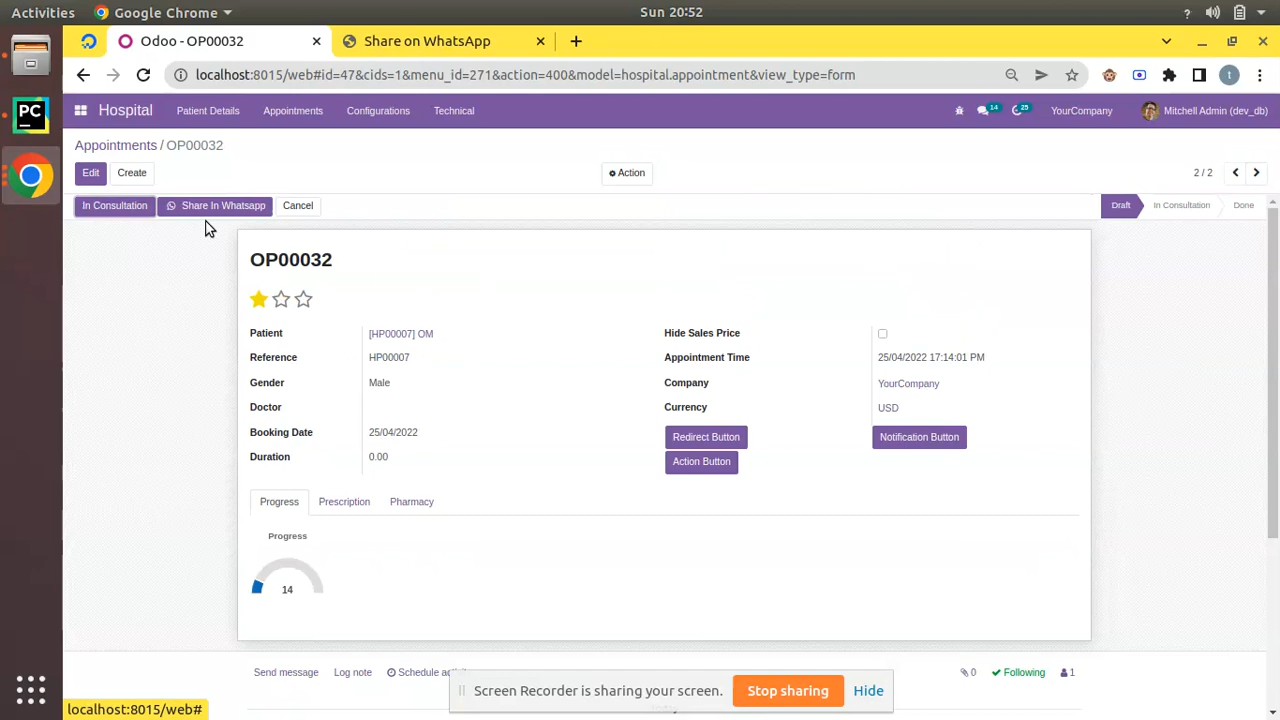 Activities Google Chrome Sun 20:52 ?
Odoo - OP00032 Share on WhatsApp
localhost:8015/web#id=47&cids=1&menu_id=271&action=400&model=hospital.appointment&view_type=form t
PC
Hospital Patient Details Appointments Configurations Technical 14 25 YourCompany Mitchell Admin (dev_db)
Appointments / OP00032
Edit Create Action 2 / 2
In Consultation Share In Whatsapp Cancel Draft In Consultation Done
OP00032
Patient [HP00007] OM Hide Sales Price
Reference HP00007 Appointment Time 25/04/2022 17:14:01 PM
Gender Male Company YourCompany
Doctor Currency USD
Booking Date 25/04/2022 Redirect Button Notification Button
Duration 0.00 Action Button
Progress Prescription Pharmacy
Progress
14
Send message Log note Schedule 0 Following 1
Screen Recorder is sharing your screen. Stop sharing Hide
localhost:8015/web#